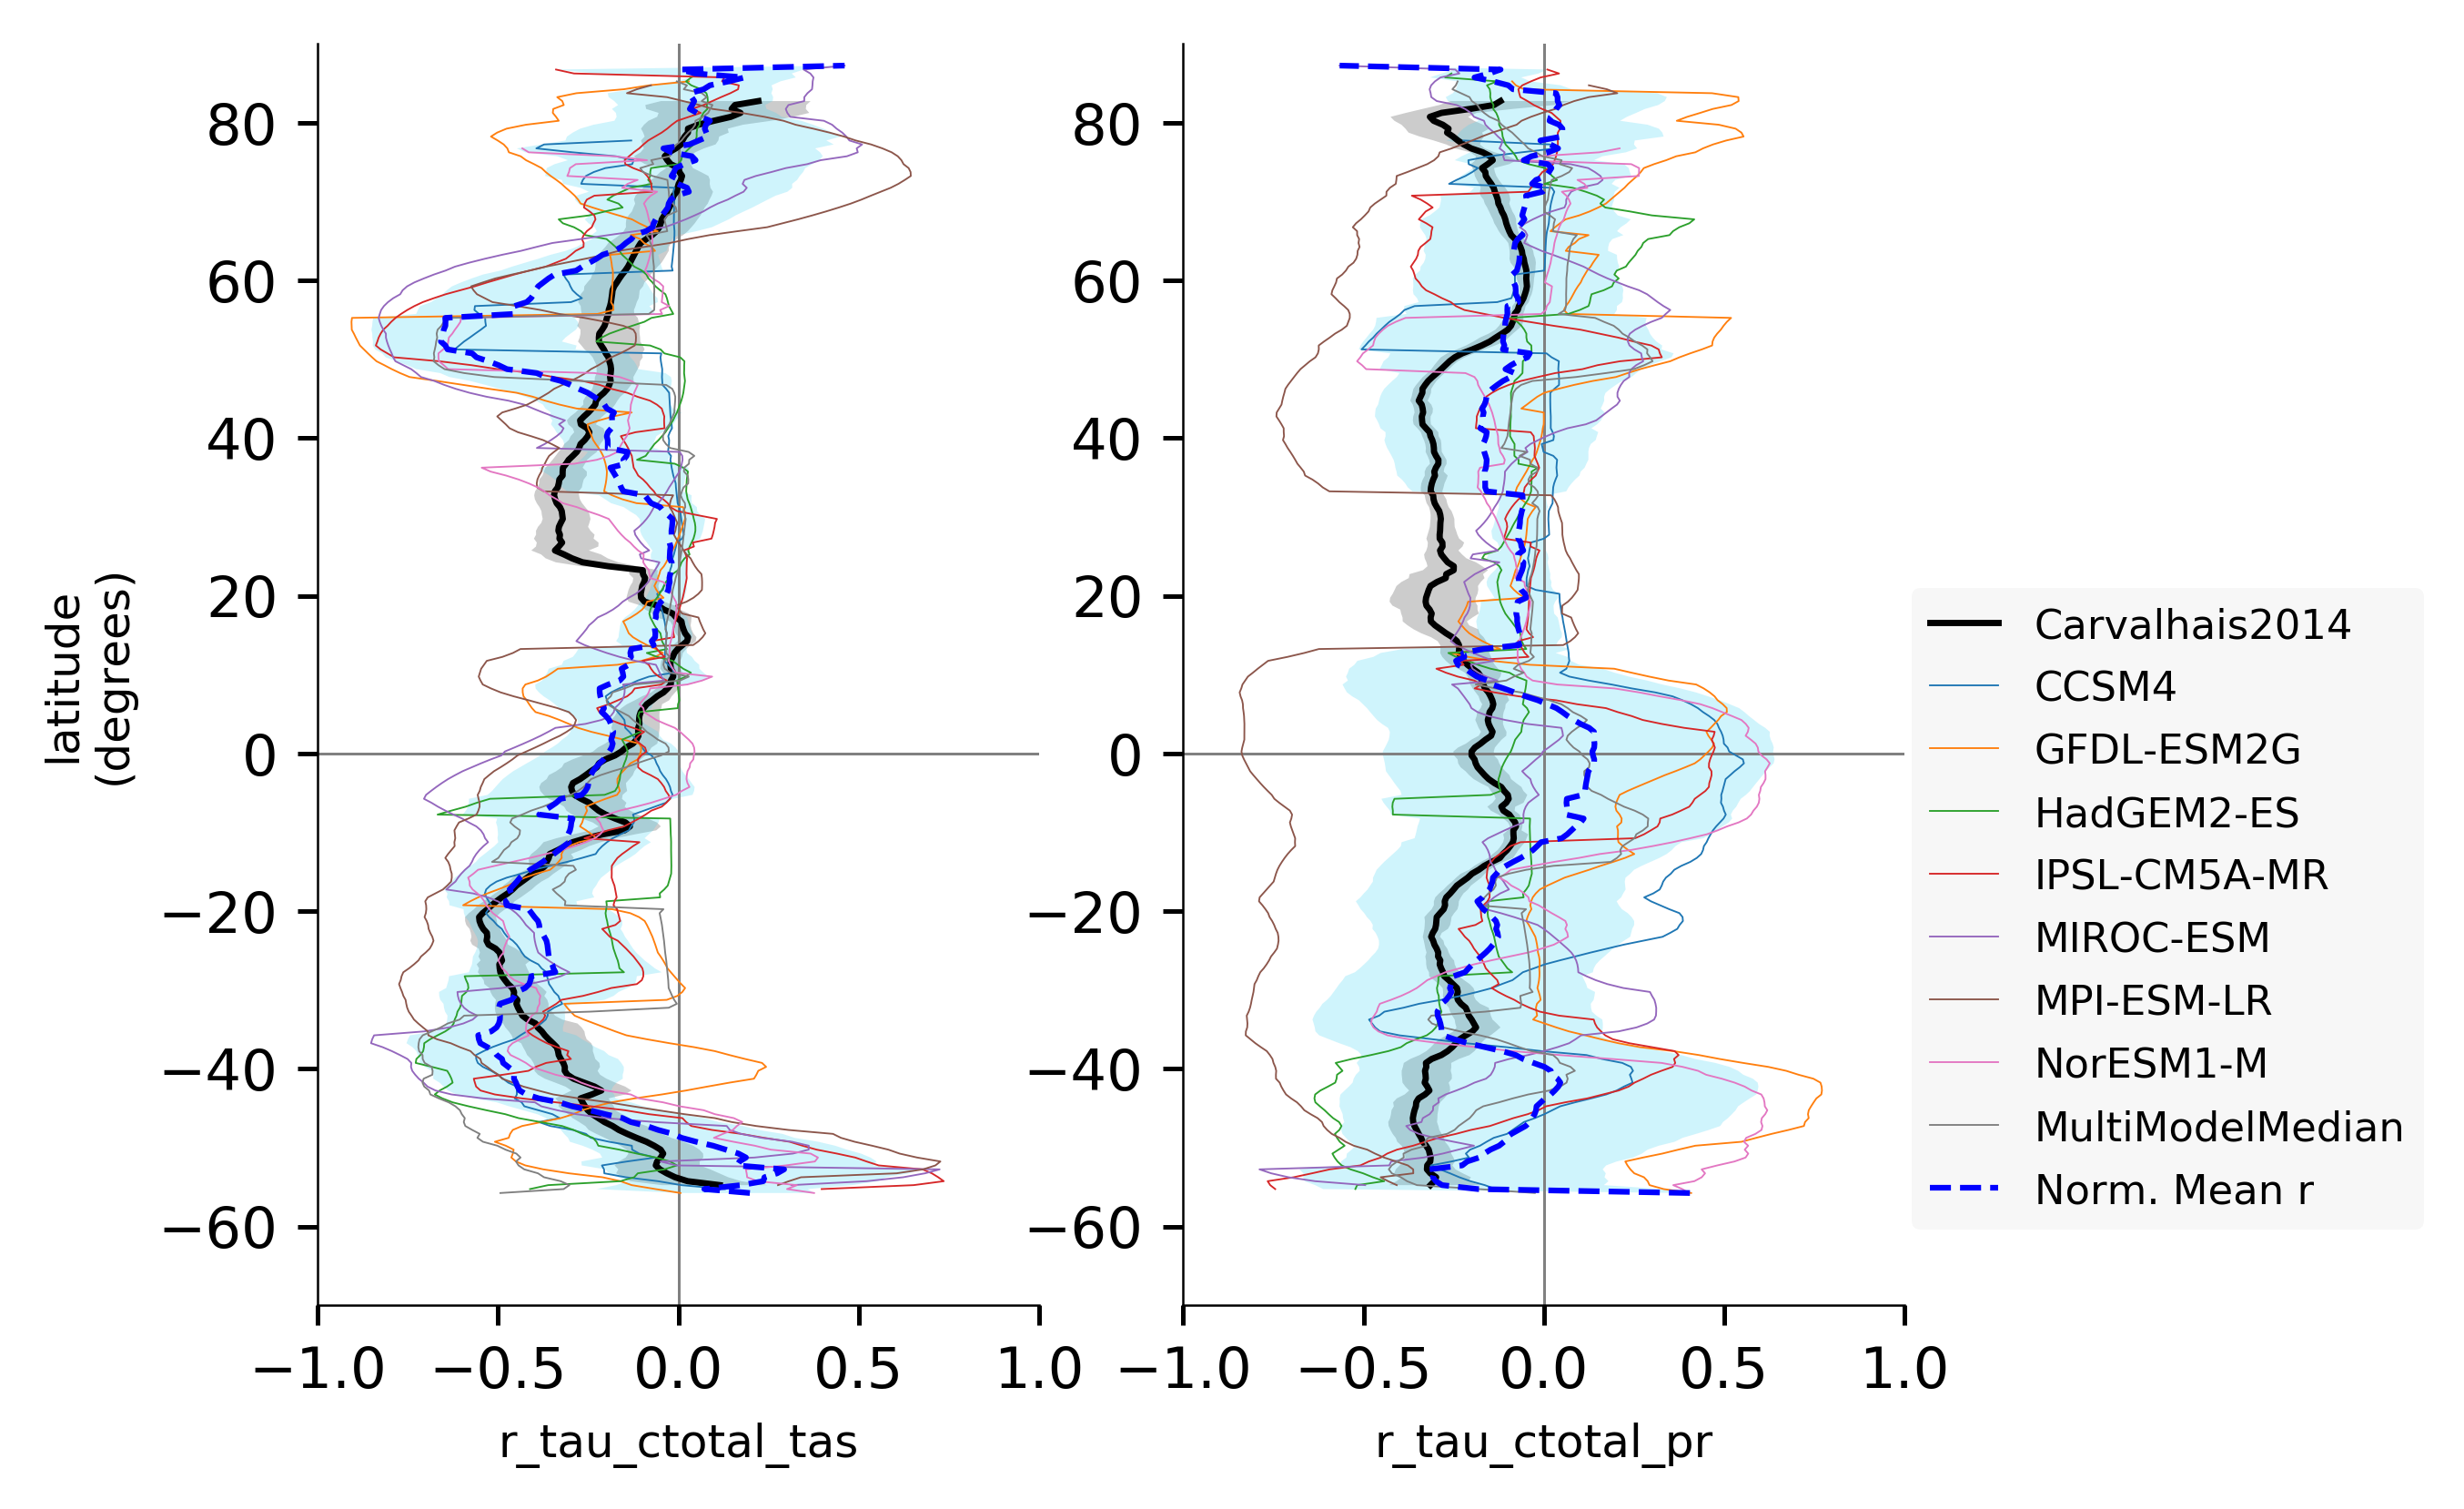 80
60
40
20
0
−20
−40
−60
latitude
(degrees)
−1.0 −0.5 0.0 0.5 1.0
r_tau_ctotal_tas
80
60
40
20
0
−20
−40
−60
−1.0 −0.5 0.0 0.5 1.0
r_tau_ctotal_pr
Carvalhais2014
CCSM4
GFDL-ESM2G
HadGEM2-ES
IPSL-CM5A-MR
MIROC-ESM
MPI-ESM-LR
NorESM1-M
MultiModelMedian
Norm. Mean r